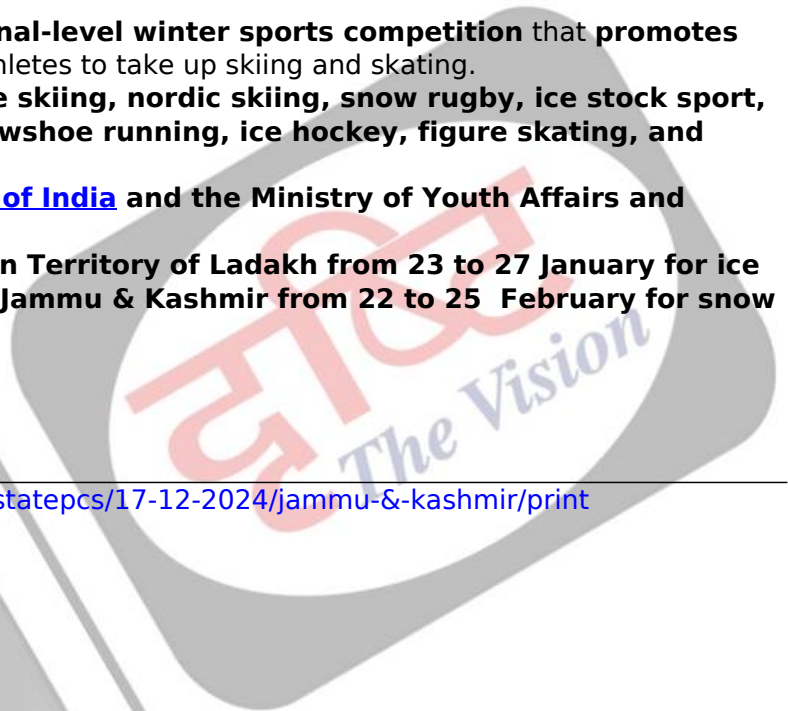 nal-level winter sports competition that promotes
hletes to take up skiing and skating.
e skiing, nordic skiing, snow rugby, ice stock sport,
wshoe running, ice hockey, figure skating, and
of India and the Ministry of Youth Affairs and
n Territory of Ladakh from 23 to 27 January for ice
Jammu & Kashmir from 22 to 25 February for snow
दृष्टि
The Vision
statepcs/17-12-2024/jammu-&-kashmir/print